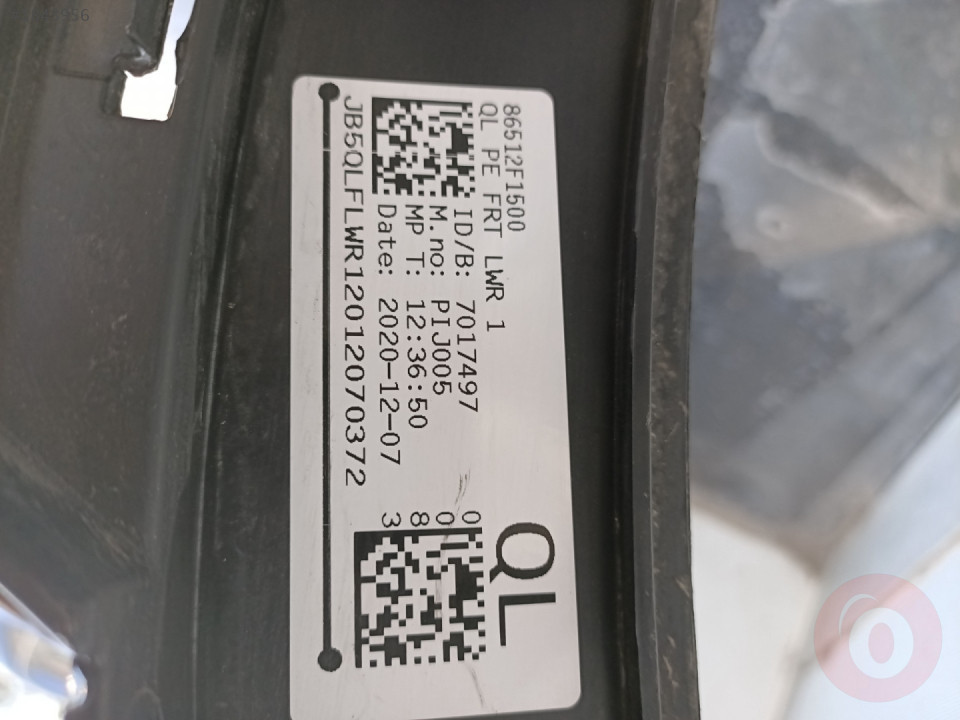 86512F1500
QL PE FRT LWR 1
QL
ID/B: 7017497
M.no: PIJ005
MP T: 12:36:50
Date: 2020-12-07
0
0
8
3
JB5QLFLWR12012070372